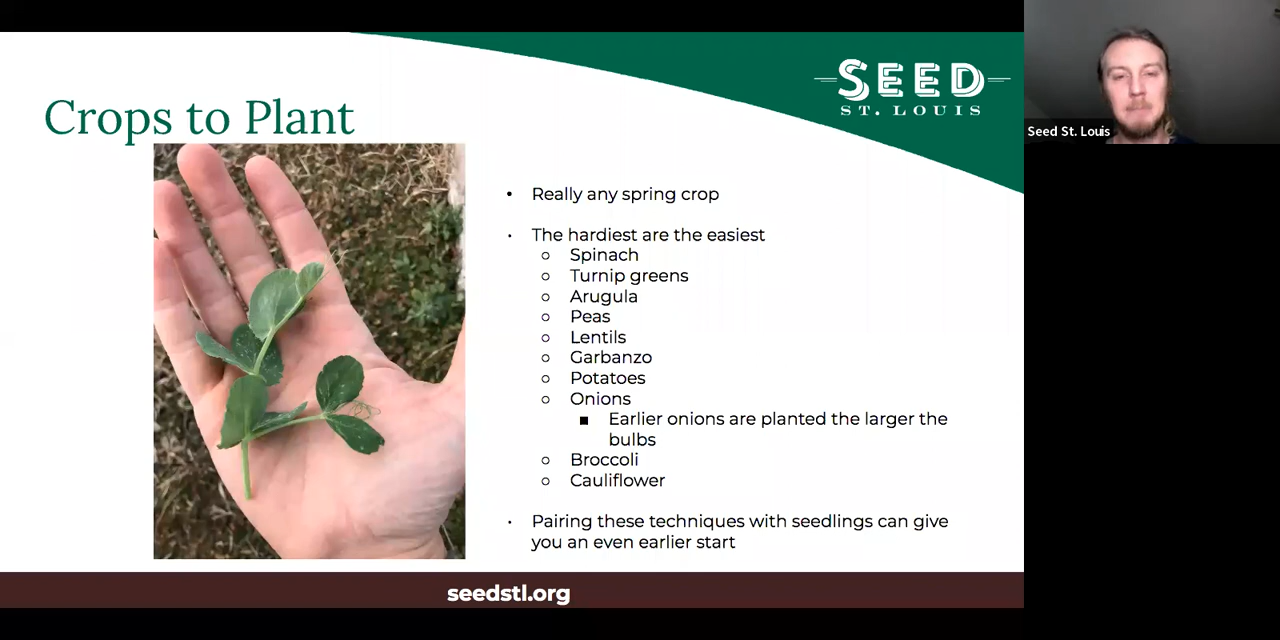 SEED
ST. LOUIS
Seed St. Louis
Crops to Plant
• Really any spring crop
• The hardiest are the easiest
○ Spinach
○ Turnip greens
○ Arugula
○ Peas
○ Lentils
○ Garbanzo
○ Potatoes
○ Onions
■ Earlier onions are planted the larger the
bulbs
○ Broccoli
○ Cauliflower
• Pairing these techniques with seedlings can give
you an even earlier start
seedstl.org